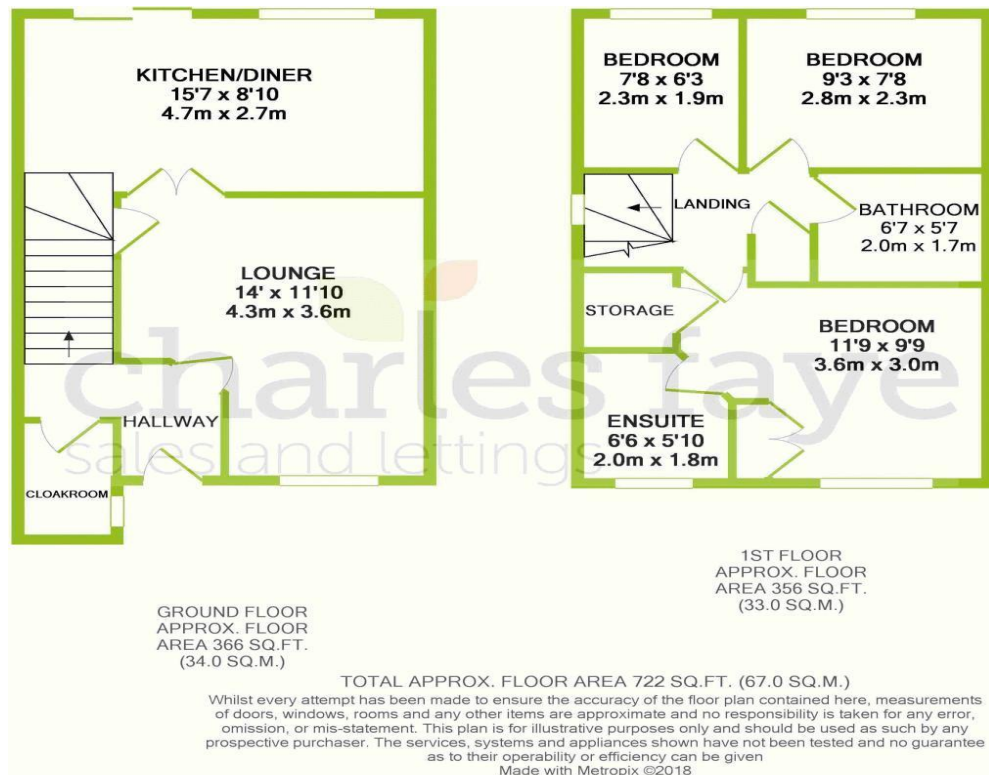 KITCHEN/DINER
15'7 x 8'10
4.7m x 2.7m
LOUNGE
14' x 11'10
4.3m x 3.6m
HALLWAY
CLOAKROOM
GROUND FLOOR
APPROX. FLOOR
AREA 366 SQ.FT.
(34.0 SQ.M.)
BEDROOM
7'8 x 6'3
2.3m x 1.9m
BEDROOM
9'3 x 7'8
2.8m x 2.3m
LANDING
BATHROOM
6'7 x 5'7
2.0m x 1.7m
STORAGE
BEDROOM
11'9 x 9'9
3.6m x 3.0m
ENSUITE
6'6 x 5'10
2.0m x 1.8m
1ST FLOOR
APPROX. FLOOR
AREA 356 SQ.FT.
(33.0 SQ.M.)
charles faye
sales and lettings
TOTAL APPROX. FLOOR AREA 722 SQ.FT. (67.0 SQ.M.)
Whilst every attempt has been made to ensure the accuracy of the floor plan contained here, measurements
of doors, windows, rooms and any other items are approximate and no responsibility is taken for any error,
omission, or mis-statement. This plan is for illustrative purposes only and should be used as such by any
prospective purchaser. The services, systems and appliances shown have not been tested and no guarantee
as to their operability or efficiency can be given
Made with Metropix ©2018